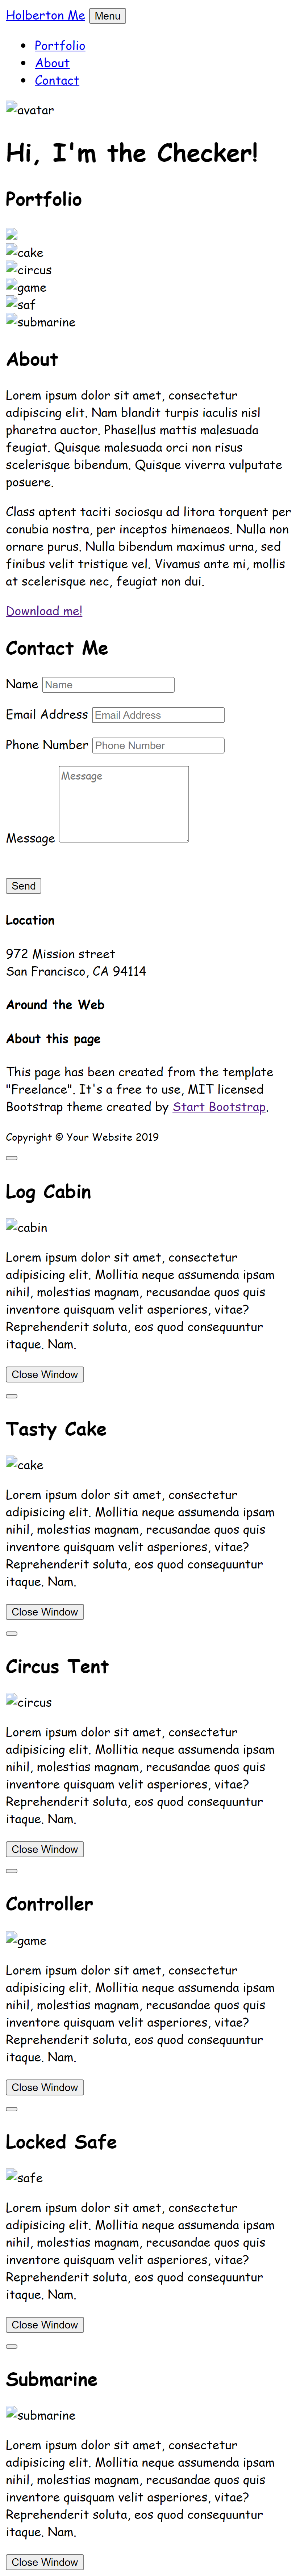 Holberton Me Menu
Portfolio
About
Contact
avatar
Hi, I'm the Checker!
Portfolio
cake
circus
game
saf
submarine
About
Lorem ipsum dolor sit amet, consectetur
adipiscing elit. Nam blandit turpis iaculis nisl
pharetra auctor. Phasellus mattis malesuada
feugiat. Quisque malesuada orci non risus
scelerisque bibendum. Quisque viverra vulputate
posuere.
Class aptent taciti sociosqu ad litora torquent per
conubia nostra, per inceptos himenaeos. Nulla non
ornare purus. Nulla bibendum maximus urna, sed
finibus velit tristique vel. Vivamus ante mi, mollis
at scelerisque nec, feugiat non dui.
Download me!
Contact Me
Name Name
Email Address Email Address
Phone Number Phone Number
Message
Message
Send
Location
972 Mission street
San Francisco, CA 94114
Around the Web
About this page
This page has been created from the template
"Freelance". It's a free to use, MIT licensed
Bootstrap theme created by Start Bootstrap.
Copyright © Your Website 2019
Log Cabin
cabin
Lorem ipsum dolor sit amet, consectetur
adipisicing elit. Mollitia neque assumenda ipsam
nihil, molestias magnam, recusandae quos quis
inventore quisquam velit asperiores, vitae?
Reprehenderit soluta, eos quod consequuntur
itaque. Nam.
Close Window
Tasty Cake
cake
Lorem ipsum dolor sit amet, consectetur
adipisicing elit. Mollitia neque assumenda ipsam
nihil, molestias magnam, recusandae quos quis
inventore quisquam velit asperiores, vitae?
Reprehenderit soluta, eos quod consequuntur
itaque. Nam.
Close Window
Circus Tent
circus
Lorem ipsum dolor sit amet, consectetur
adipisicing elit. Mollitia neque assumenda ipsam
nihil, molestias magnam, recusandae quos quis
inventore quisquam velit asperiores, vitae?
Reprehenderit soluta, eos quod consequuntur
itaque. Nam.
Close Window
Controller
game
Lorem ipsum dolor sit amet, consectetur
adipisicing elit. Mollitia neque assumenda ipsam
nihil, molestias magnam, recusandae quos quis
inventore quisquam velit asperiores, vitae?
Reprehenderit soluta, eos quod consequuntur
itaque. Nam.
Close Window
Locked Safe
safe
Lorem ipsum dolor sit amet, consectetur
adipisicing elit. Mollitia neque assumenda ipsam
nihil, molestias magnam, recusandae quos quis
inventore quisquam velit asperiores, vitae?
Reprehenderit soluta, eos quod consequuntur
itaque. Nam.
Close Window
Submarine
submarine
Lorem ipsum dolor sit amet, consectetur
adipisicing elit. Mollitia neque assumenda ipsam
nihil, molestias magnam, recusandae quos quis
inventore quisquam velit asperiores, vitae?
Reprehenderit soluta, eos quod consequuntur
itaque. Nam.
Close Window